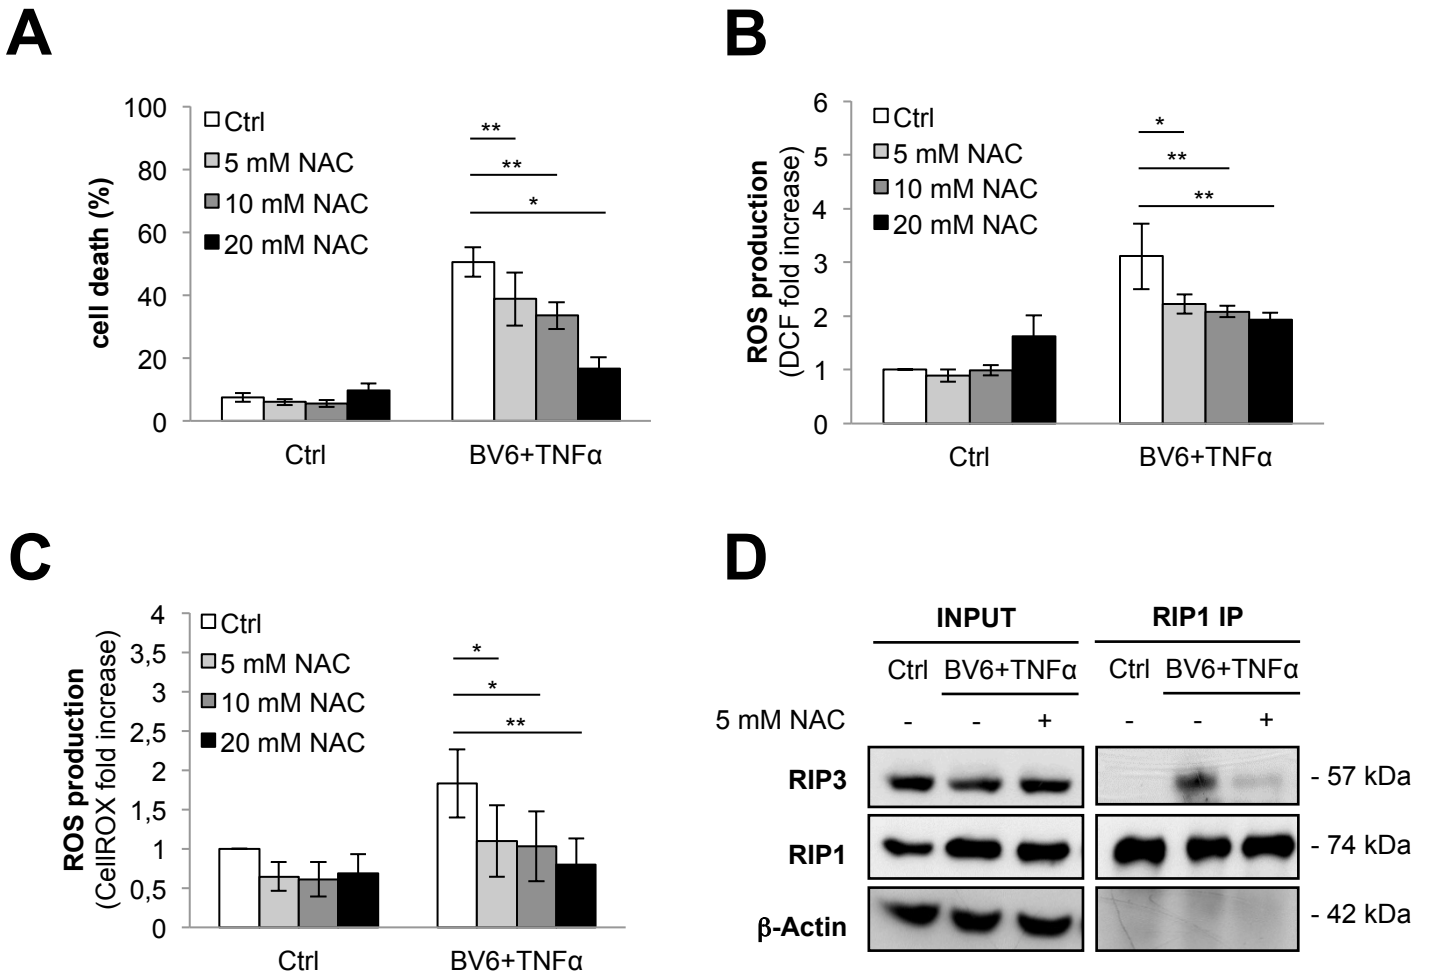 A
cell death (%)
100
80
60
40
20
0
Ctrl
5 mM NAC
10 mM NAC
20 mM NAC
**
**
*
Ctrl
BV6+TNFα
B
ROS production
(DCF fold increase)
6
5
4
3
2
1
0
Ctrl
5 mM NAC
10 mM NAC
20 mM NAC
*
**
**
Ctrl
BV6+TNFα
C
ROS production
(CellROX fold increase)
4
3,5
3
2,5
2
1,5
1
0,5
0
Ctrl
5 mM NAC
10 mM NAC
20 mM NAC
*
*
**
Ctrl
BV6+TNFα
D
INPUT RIP1 IP
Ctrl BV6+TNFα Ctrl BV6+TNFα
5 mM NAC - - + - - +
RIP3 - 57 kDa
RIP1 - 74 kDa
β-Actin - 42 kDa